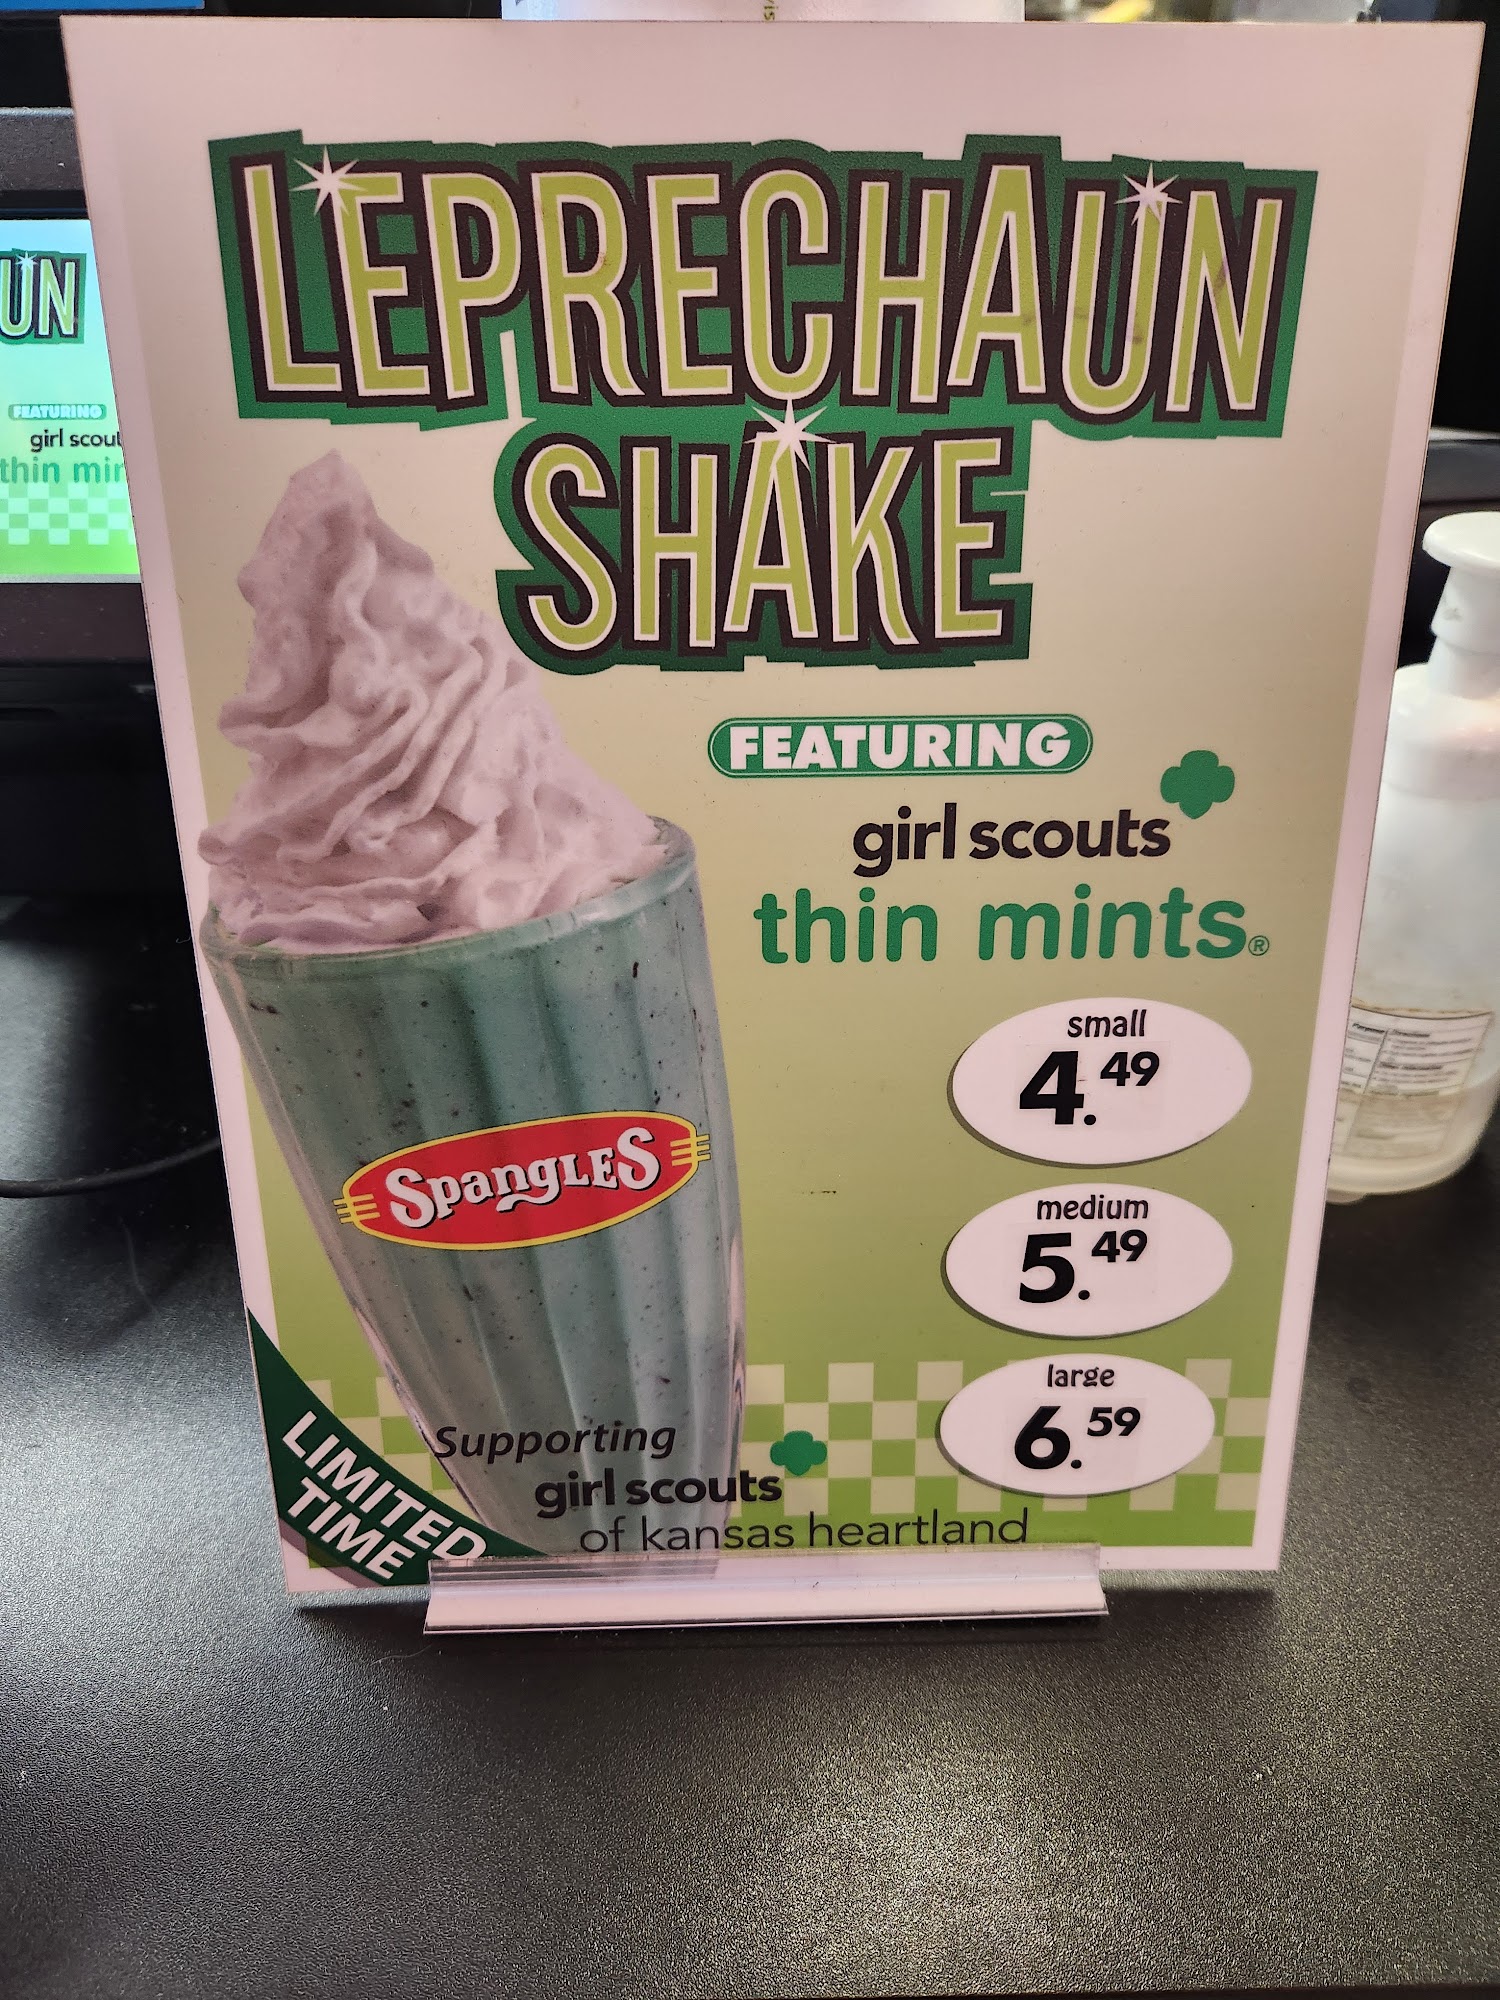 LEPRECHAUN
SHAKE
FEATURING
girl scouts
thin mints®
small
4.49
medium
5.49
large
6.59
SpangLES
Supporting
girl scouts
of kansas heartland
LIMITED
TIME
UN
FEATURING
girl scout
thin min